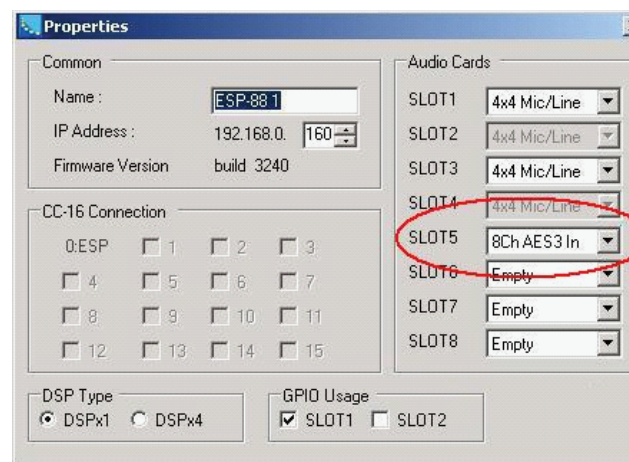 Properties
Common
Name :
ESP-88 1
IP Address :
192.168.0. 160
Firmware Version
build 3240
CC-16 Connection
0:ESP 1 2 3
4 5 6 7
8 9 10 11
12 13 14 15
Audio Cards
SLOT1 4x4 Mic/Line
SLOT2 4x4 Mic/Line
SLOT3 4x4 Mic/Line
SLOT4 4x4 Mic/Line
SLOT5 8Ch AES3 In
SLOT6 Empty
SLOT7 Empty
SLOT8 Empty
DSP Type
DSPx1 DSPx4
GPIO Usage
SLOT1 SLOT2